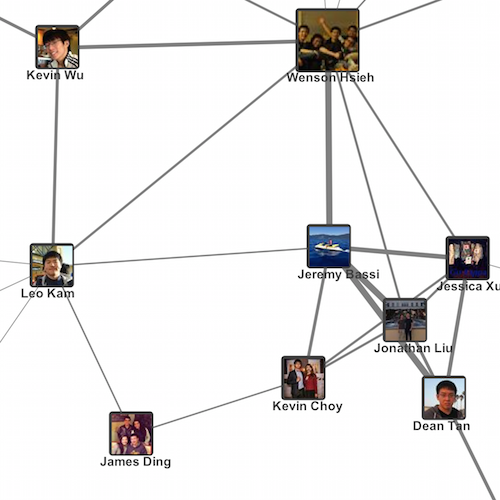 Kevin Wu
Wenson Hsieh
Leo Kam
Jeremy Bassi
Jessica Xu
Jonathan Liu
Kevin Choy
Dean Tan
James Ding